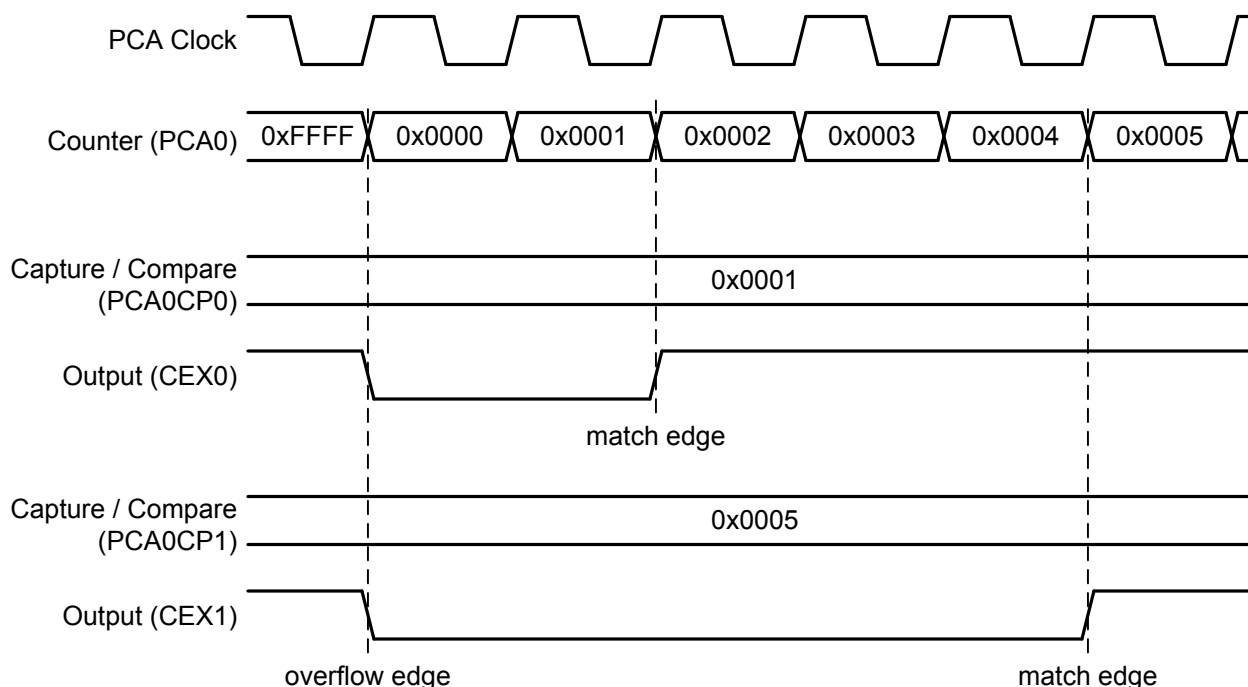 PCA Clock
Counter (PCA0) 0xFFFF 0x0000 0x0001 0x0002 0x0003 0x0004 0x0005
Capture / Compare
(PCA0CP0)
0x0001
Output (CEX0)
match edge
Capture / Compare
(PCA0CP1)
0x0005
Output (CEX1)
overflow edge match edge